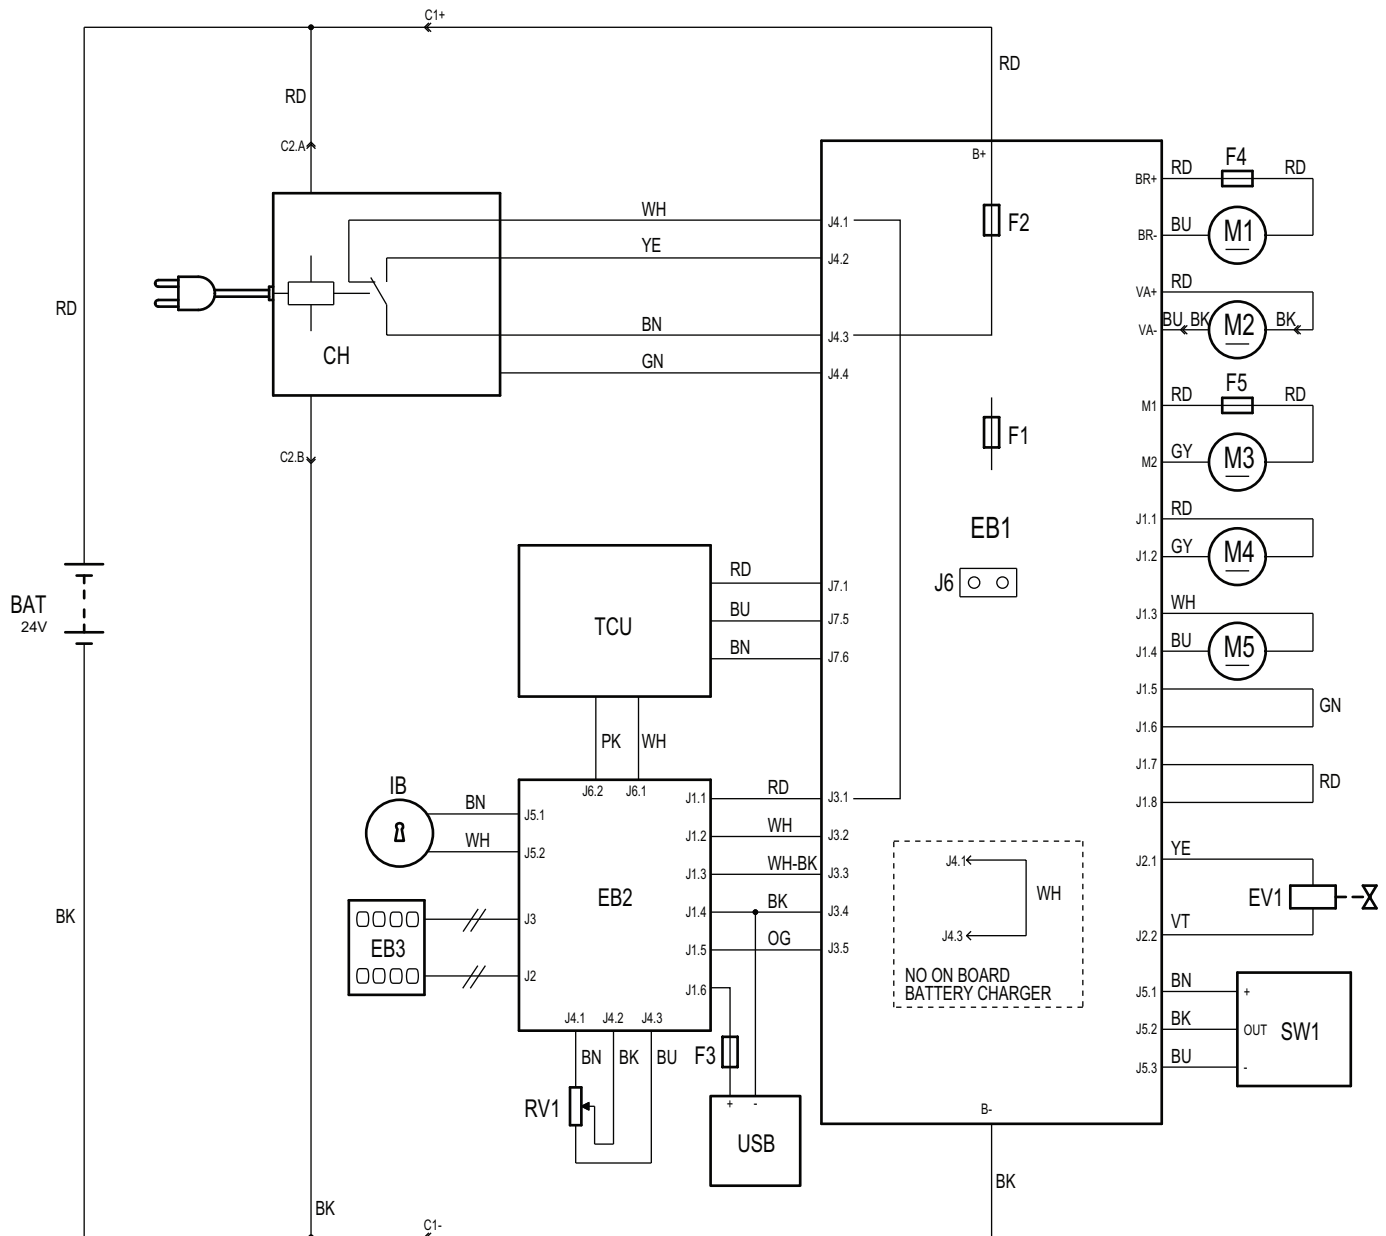 C1+
RD
RD
C2.A
B+
F4
RD
RD
BR+
WH
J4.1
F2
BU
M1
BR-
YE
J4.2
RD
VA+
RD
BN
J4.3
BU
BK
M2
BK
VA-
CH
GN
J4.4
F5
RD
RD
M1
F1
C2.B
GY
M3
M2
RD
J1.1
EB1
GY
M4
J1.2
BAT
24V
RD
J7.1
J6
TCU
BU
J7.5
WH
J1.3
BN
J7.6
BU
M5
J1.4
J1.5
GN
J1.6
PK
WH
J1.7
RD
J1.8
IB
BN
J6.2
J6.1
J5.1
J1.1
RD
J3.1
WH
J5.2
J1.2
WH
J3.2
J1.3
WH-BK
J3.3
YE
J2.1
J4.1
EB2
WH
EV1
BK
J3
J1.4
BK
J3.4
VT
EB3
J1.5
OG
J3.5
J4.3
J2.2
J2
J1.6
NO ON BOARD
BATTERY CHARGER
BN
J5.1
+
J4.1
J4.2
J4.3
BK
J5.2
OUT
SW1
BN
BK
BU
F3
BU
J5.3
-
RV1
+
-
B-
USB
BK
BK
C1-